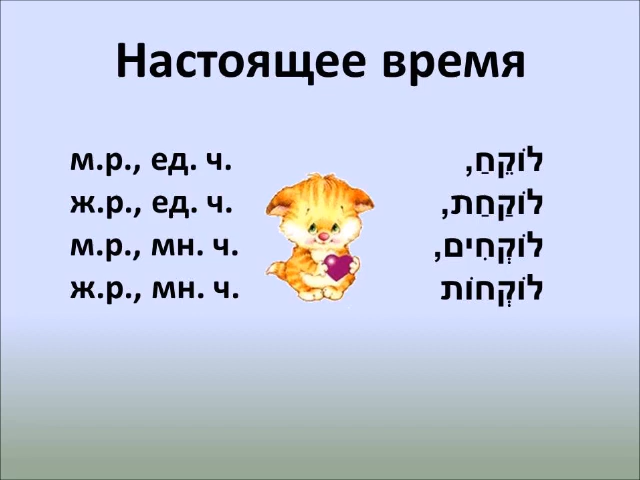 Настоящее время
м.р., ед. ч. לוֹקֵחַ,
ж.р., ед. ч. לוֹקַחַת,
м.р., мн. ч. לוֹקְחִים,
ж.р., мн. ч. לוֹקְחוֹת